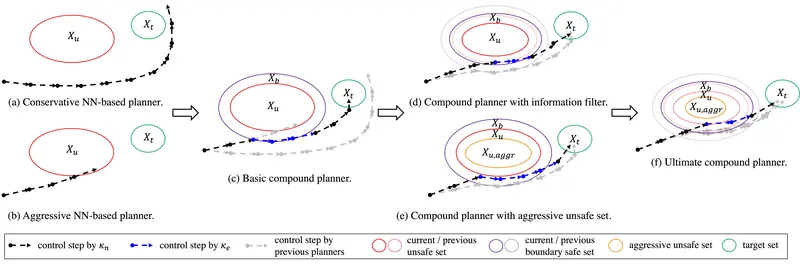 X_u
X_t
(a) Conservative NN-based planner.
X_u
X_t
(b) Aggressive NN-based planner.
X_b
X_u
X_t
(c) Basic compound planner.
X_b
X_u
X_t
(d) Compound planner with information filter.
X_b
X_u
X_{u,aggr}
X_t
(e) Compound planner with aggressive unsafe set.
X_b
X_u
X_{u,aggr}
X_t
(f) Ultimate compound planner.
control step by κ_n
control step by κ_e
control step by
previous planners
current / previous
unsafe set
current / previous
boundary safe set
aggressive unsafe set
target set